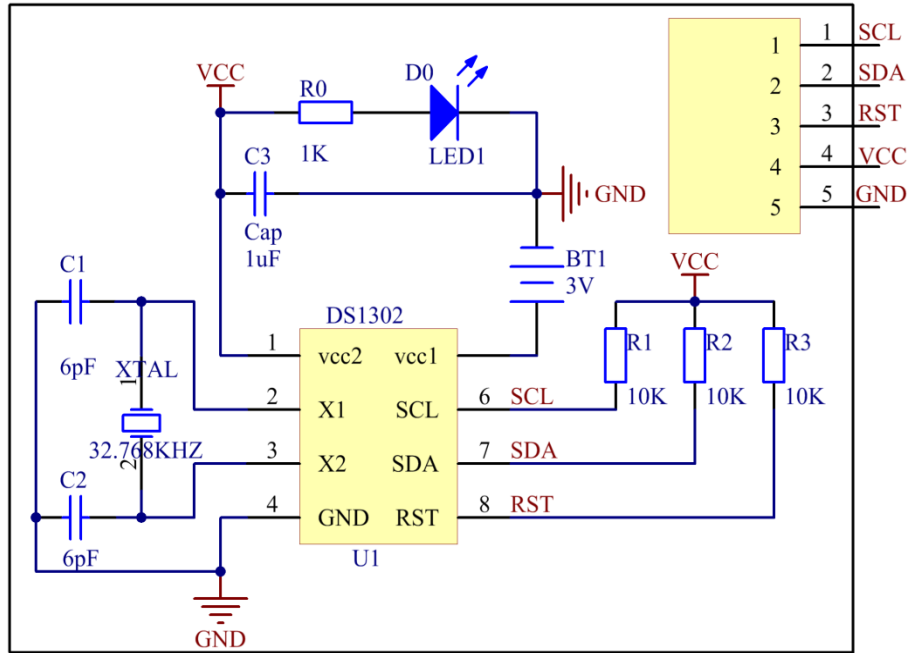 1 1 SCL
2 2 SDA
3 3 RST
4 4 VCC
5 5 GND
VCC
R0
1K
D0
LED1
C3
Cap
1uF
GND
BT1
3V
C1
6pF
XTAL
1
2
32.768KHZ
C2
6pF
DS1302
1 vcc2 vcc1
2 X1 SCL 6 SCL
3 X2 SDA 7 SDA
4 GND RST 8 RST
U1
VCC
R1 R2 R3
10K 10K 10K
GND